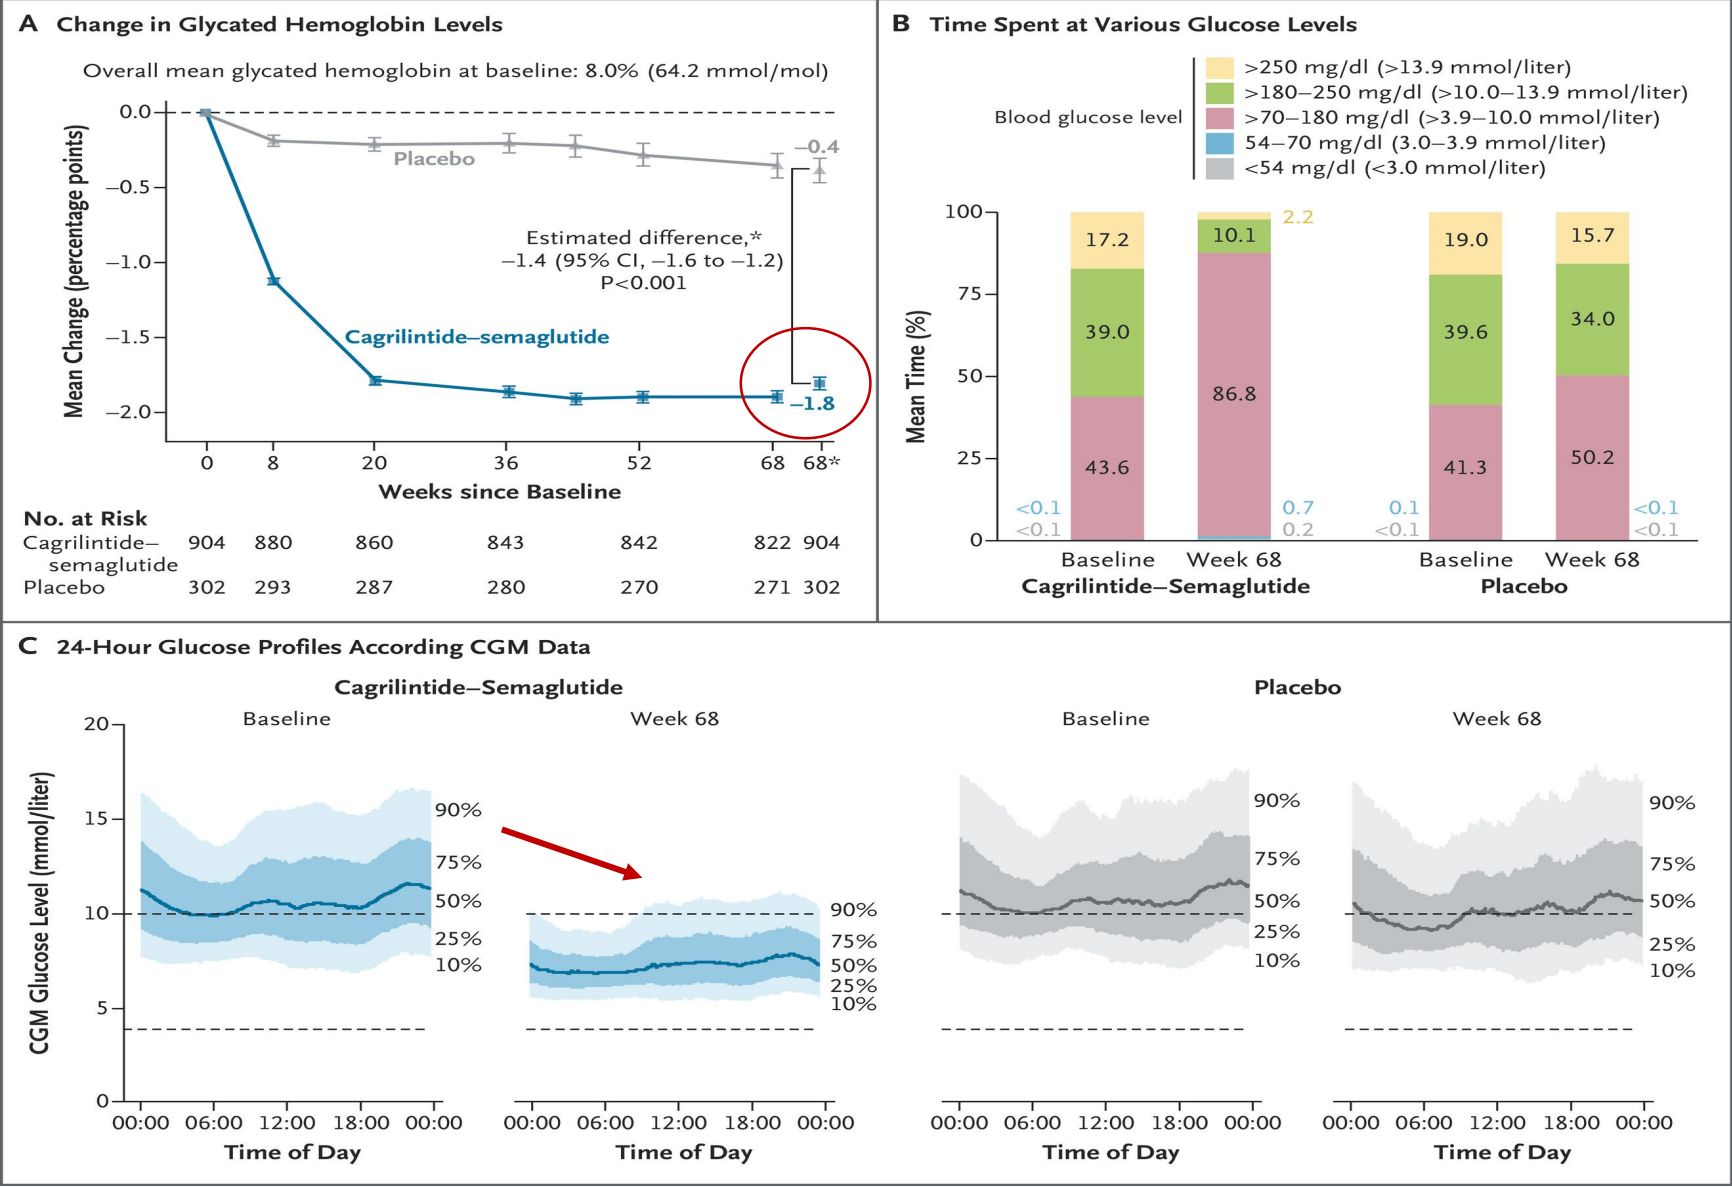 A Change in Glycated Hemoglobin Levels
Overall mean glycated hemoglobin at baseline: 8.0% (64.2 mmol/mol)
Mean Change (percentage points)
0.0
−0.5
−1.0
−1.5
−2.0
Placebo
−0.4
Estimated difference,*
−1.4 (95% CI, −1.6 to −1.2)
P<0.001
Cagrilintide–semaglutide
−1.8
0 8 20 36 52 68 68*
Weeks since Baseline
No. at Risk
Cagrilintide–
semaglutide
904 880 860 843 842 822 904
Placebo 302 293 287 280 270 271 302
B Time Spent at Various Glucose Levels
Blood glucose level
>250 mg/dl (>13.9 mmol/liter)
>180–250 mg/dl (>10.0–13.9 mmol/liter)
>70–180 mg/dl (>3.9–10.0 mmol/liter)
54–70 mg/dl (3.0–3.9 mmol/liter)
<54 mg/dl (<3.0 mmol/liter)
Mean Time (%)
100
75
50
25
0
17.2
39.0
43.6
<0.1
<0.1
2.2
10.1
86.8
0.7
0.2
19.0
39.6
41.3
0.1
<0.1
15.7
34.0
50.2
<0.1
<0.1
Baseline Week 68 Baseline Week 68
Cagrilintide–Semaglutide Placebo
C 24-Hour Glucose Profiles According CGM Data
Cagrilintide–Semaglutide Placebo
Baseline Week 68 Baseline Week 68
CGM Glucose Level (mmol/liter)
20
15
10
5
0
90%
75%
50%
25%
10%
90%
75%
50%
25%
10%
90%
75%
50%
25%
10%
90%
75%
50%
25%
10%
00:00 06:00 12:00 18:00 00:00 00:00 06:00 12:00 18:00 00:00 00:00 06:00 12:00 18:00 00:00 00:00 06:00 12:00 18:00 00:00
Time of Day Time of Day Time of Day Time of Day